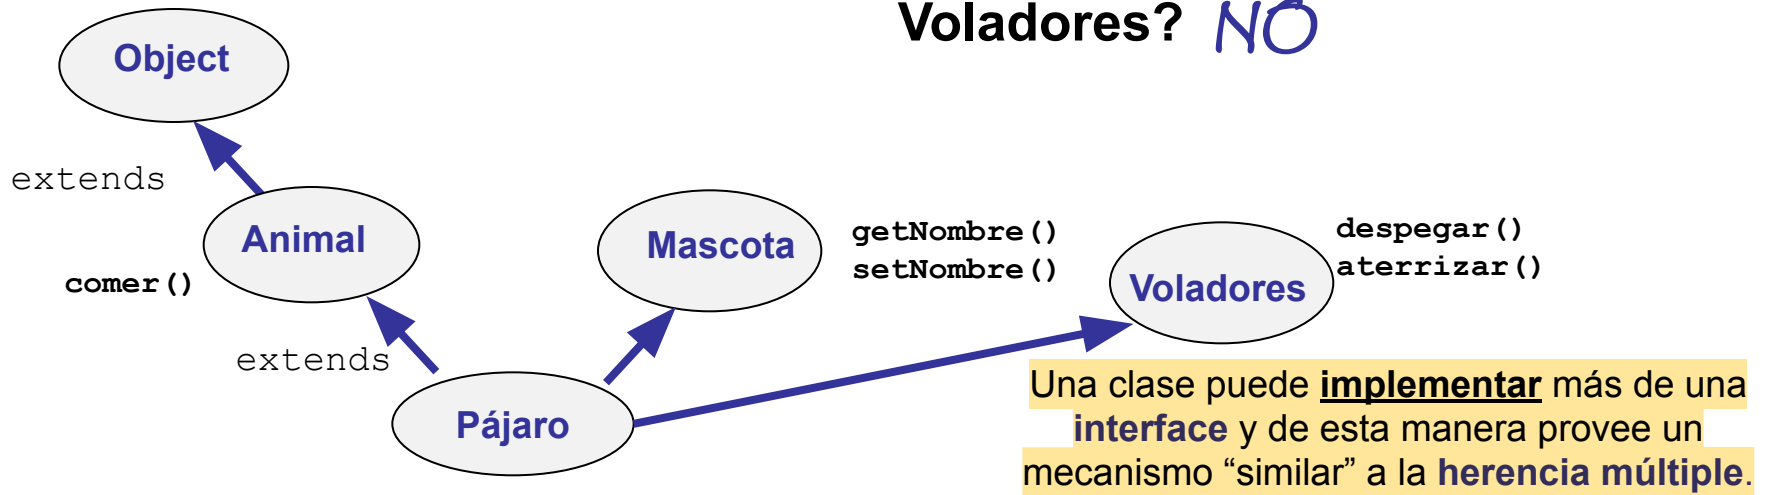 Voladores? NO
Object
extends
Animal
comer()
Mascota
getNombre()
setNombre()
Voladores
despegar()
aterrizar()
extends
Pájaro
Una clase puede implementar más de una
interface y de esta manera provee un
mecanismo “similar” a la herencia múltiple.